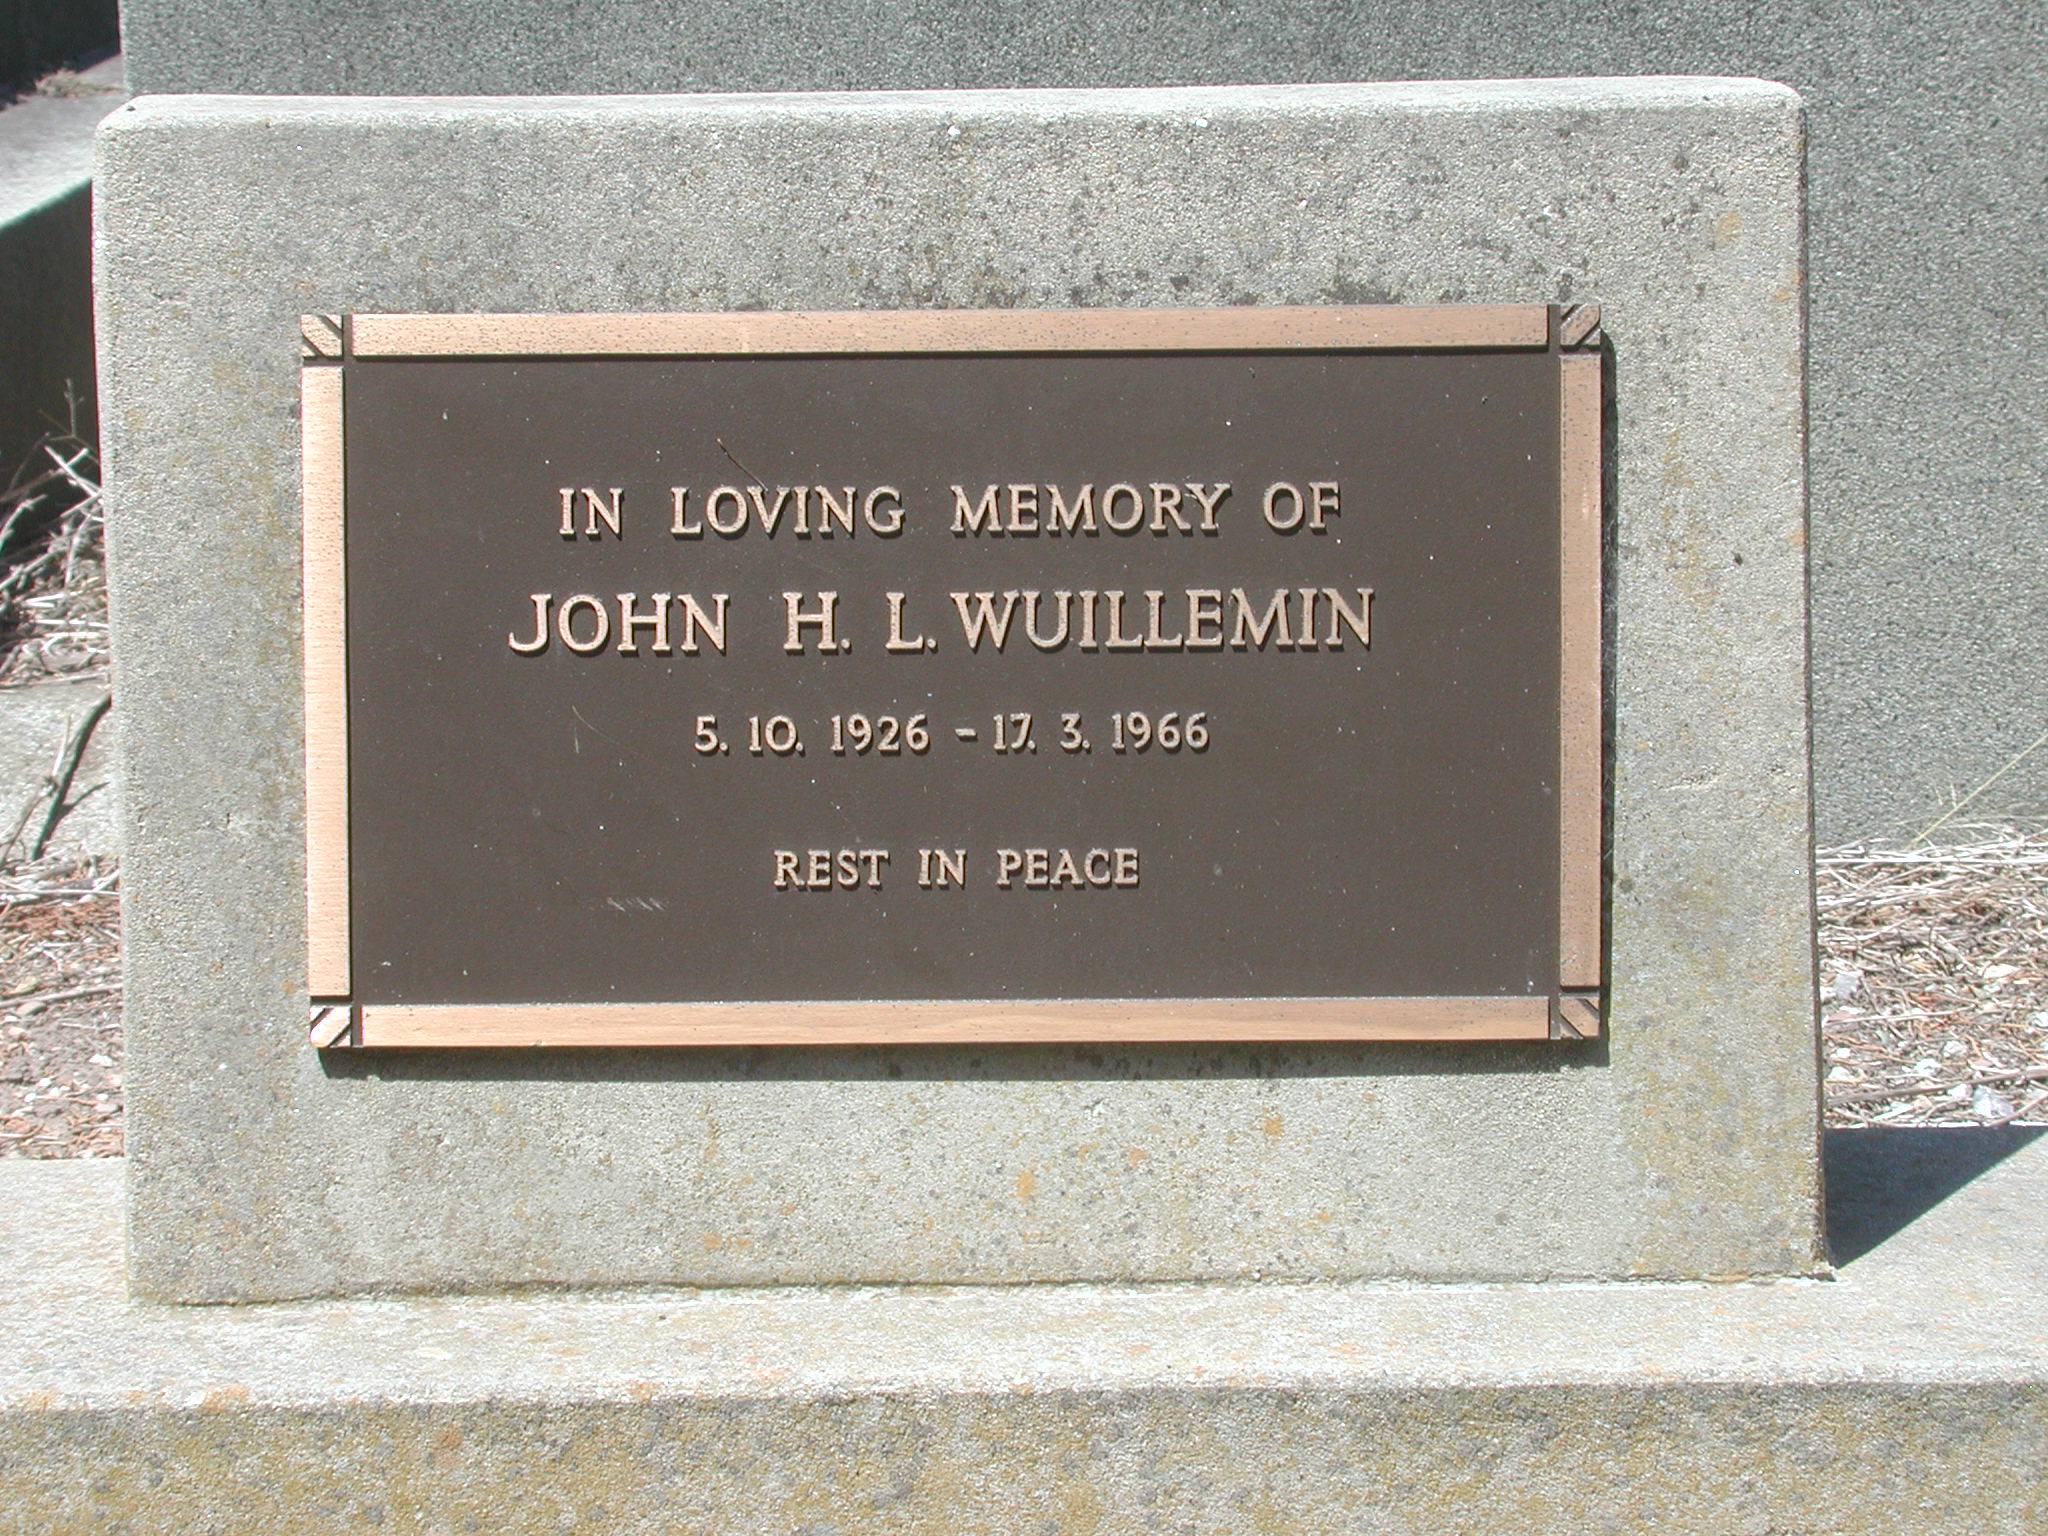 IN LOVING MEMORY OF
JOHN H. L. WUILLEMIN
5. 10. 1926 - 17. 3. 1966
REST IN PEACE